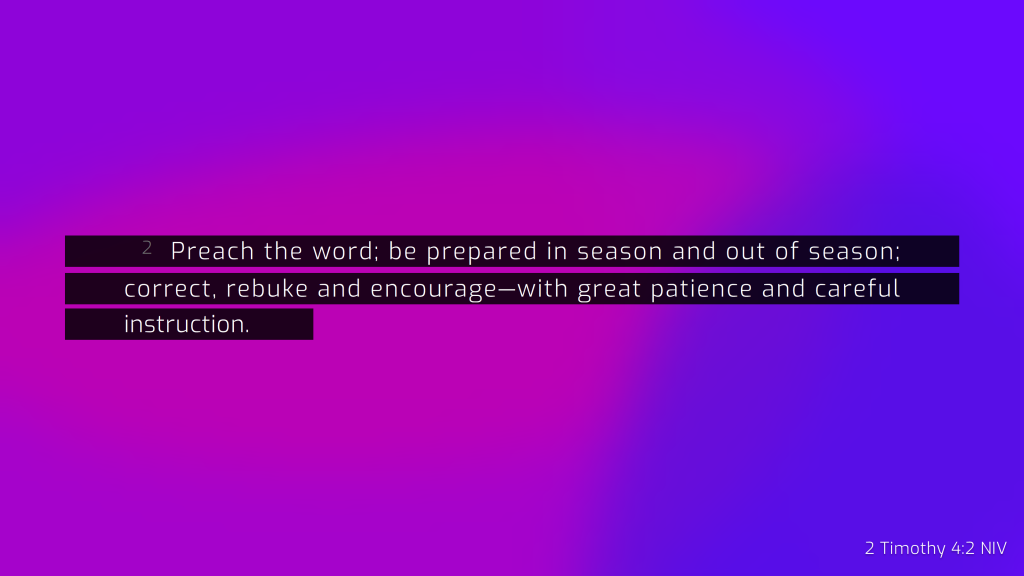 2 Preach the word; be prepared in season and out of season;
correct, rebuke and encourage—with great patience and careful
instruction.
2 Timothy 4:2 NIV